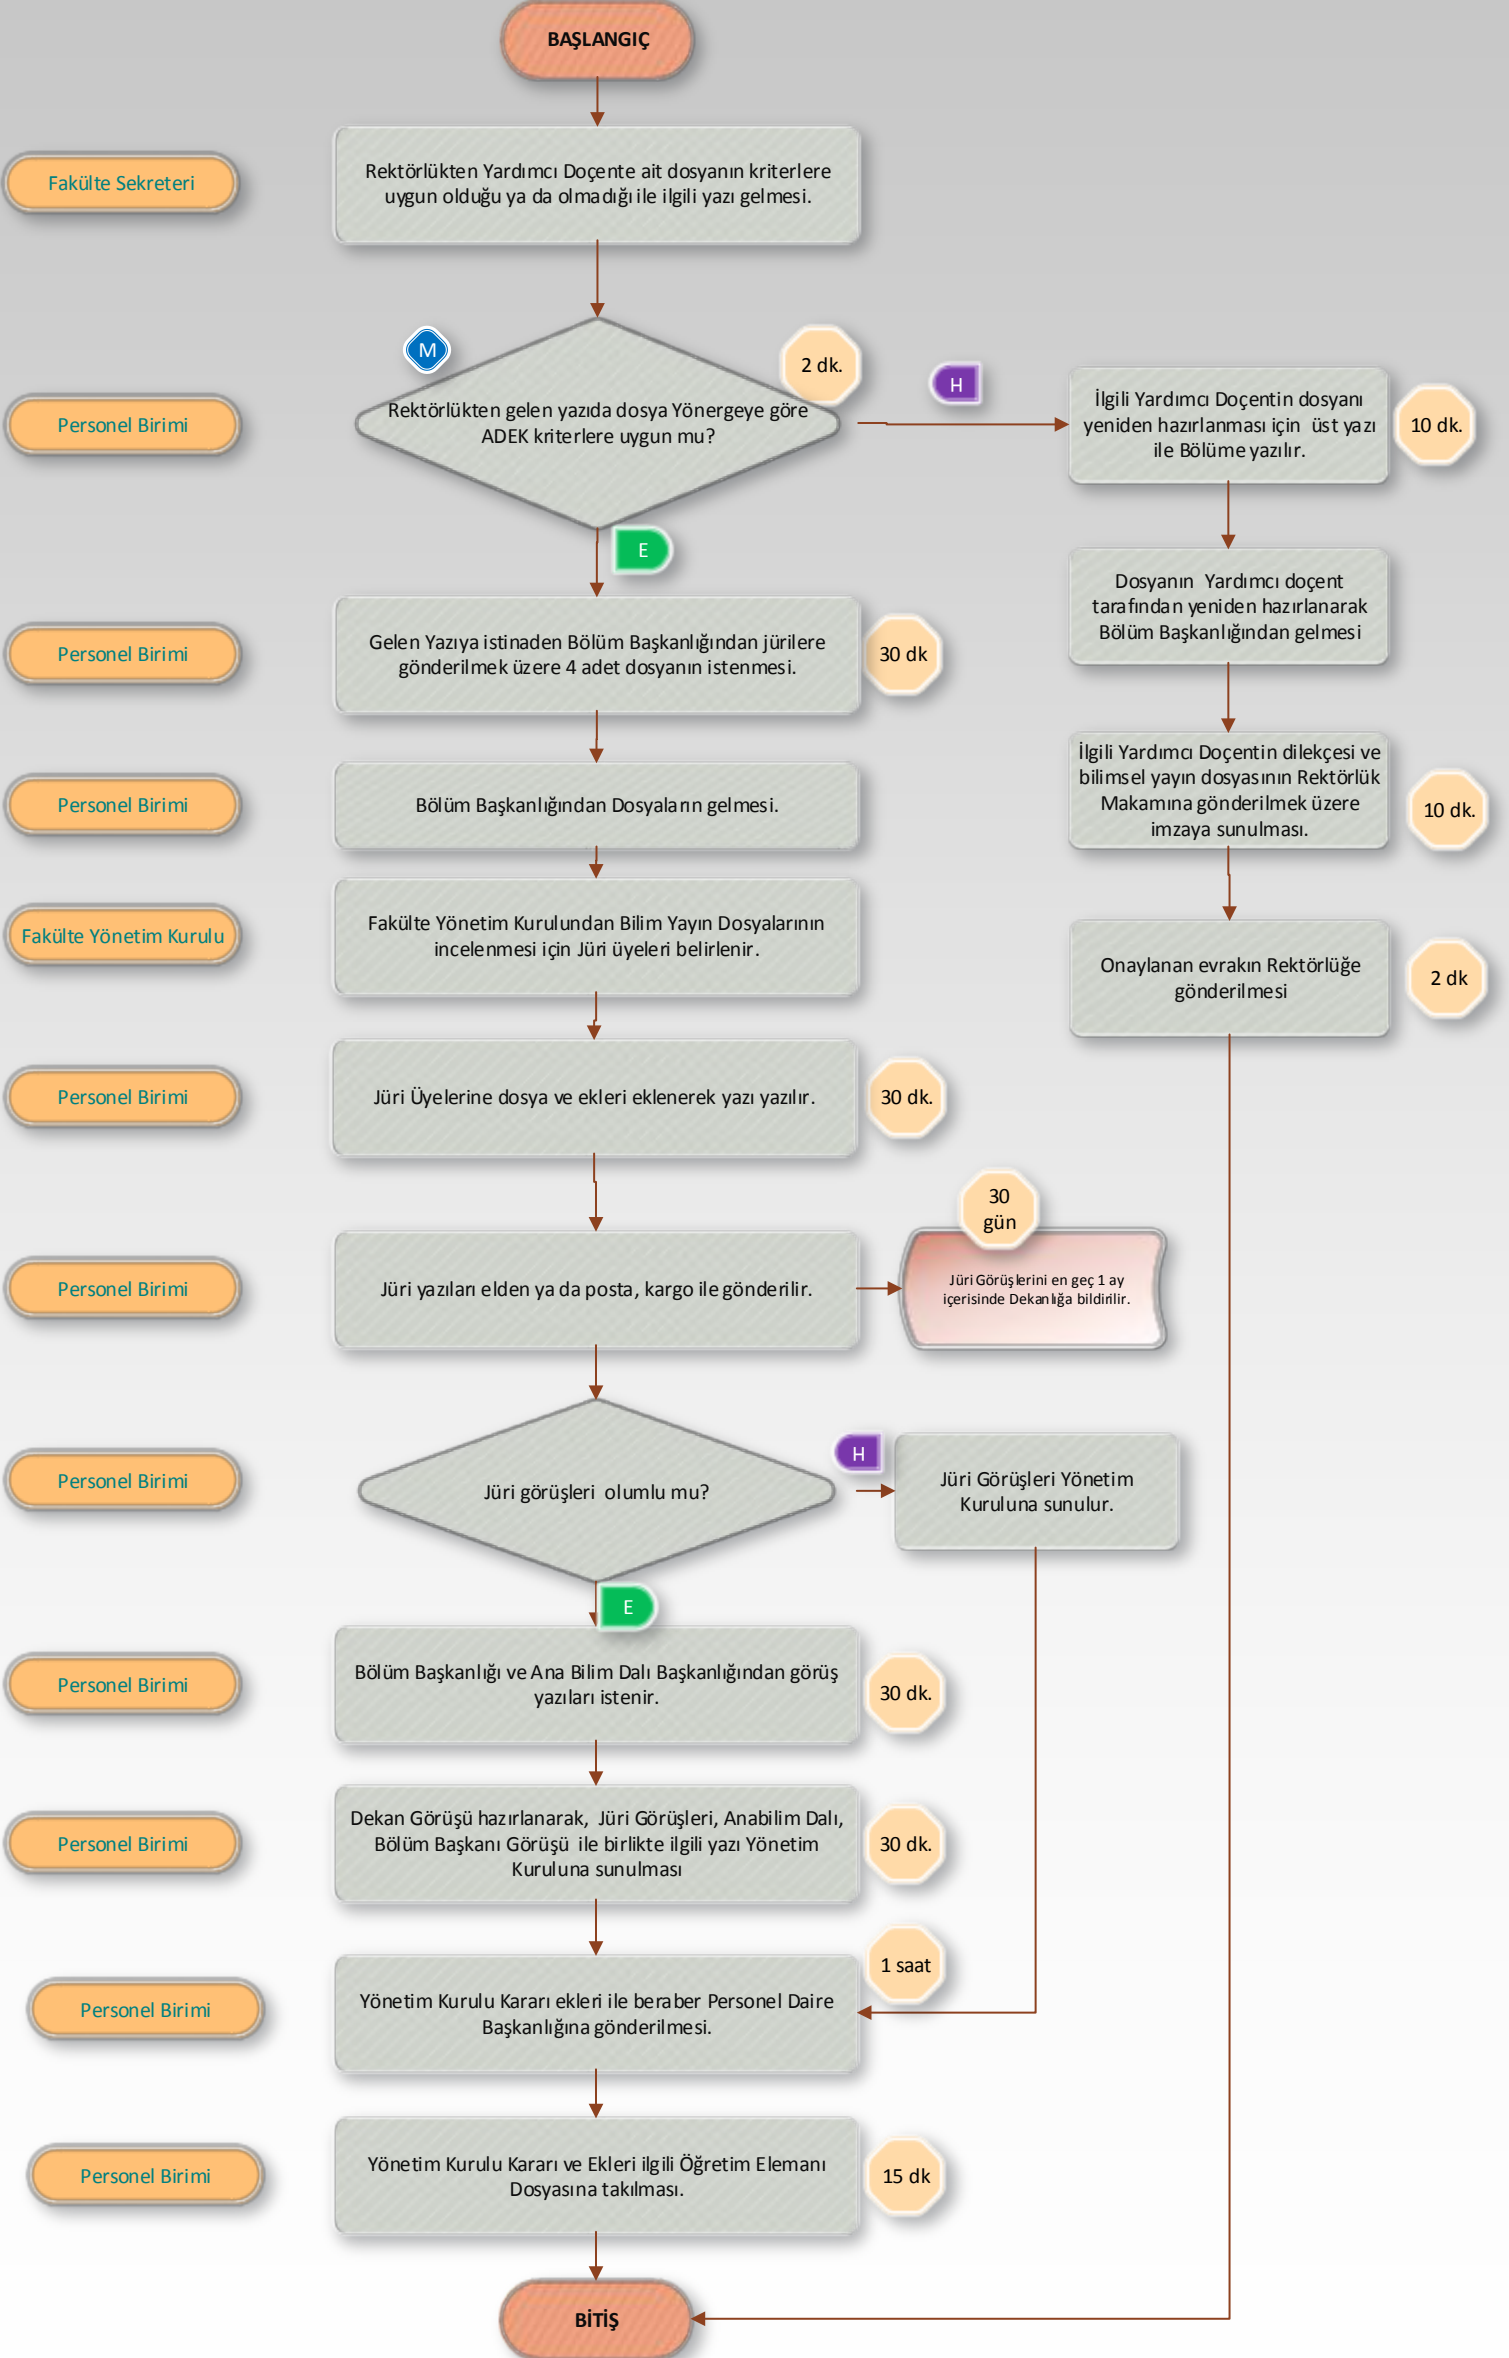 BAŞLANGIÇ
Fakülte Sekreteri
Rektörlükten Yardımcı Doçente ait dosyanın kriterlere
uygun olduğu ya da olmadığı ile ilgili yazı gelmesi.
M
2 dk.
H
Personel Birimi
Rektörlükten gelen yazıda dosya Yönergeye göre
ADEK kriterlere uygun mu?
İlgili Yardımcı Doçentin dosyanı
yeniden hazırlanması için üst yazı
ile Bölüme yazılır.
10 dk.
E
Dosyanın Yardımcı doçent
tarafından yeniden hazırlanarak
Bölüm Başkanlığından gelmesi
Personel Birimi
Gelen Yazıya istinaden Bölüm Başkanlığından jürilere
gönderilmek üzere 4 adet dosyanın istenmesi.
30 dk
Personel Birimi
Bölüm Başkanlığından Dosyaların gelmesi.
İlgili Yardımcı Doçentin dilekçesi ve
bilimsel yayın dosyasının Rektörlük
Makamına gönderilmek üzere
imzaya sunulması.
10 dk.
Fakülte Yönetim Kurulu
Fakülte Yönetim Kurulundan Bilim Yayın Dosyalarının
incelenmesi için Jüri üyeleri belirlenir.
Onaylanan evrakın Rektörlüğe
gönderilmesi
2 dk
Personel Birimi
Jüri Üyelerine dosya ve ekleri eklenerek yazı yazılır.
30 dk.
30
gün
Personel Birimi
Jüri yazıları elden ya da posta, kargo ile gönderilir.
Jüri Görüşlerini en geç 1 ay
içerisinde Dekanlığa bildirilir.
Personel Birimi
Jüri görüşleri olumlu mu?
H
Jüri Görüşleri Yönetim
Kuruluna sunulur.
E
Personel Birimi
Bölüm Başkanlığı ve Ana Bilim Dalı Başkanlığından görüş
yazıları istenir.
30 dk.
Personel Birimi
Dekan Görüşü hazırlanarak, Jüri Görüşleri, Anabilim Dalı,
Bölüm Başkanı Görüşü ile birlikte ilgili yazı Yönetim
Kuruluna sunulması
30 dk.
1 saat
Personel Birimi
Yönetim Kurulu Kararı ekleri ile beraber Personel Daire
Başkanlığına gönderilmesi.
Personel Birimi
Yönetim Kurulu Kararı ve Ekleri ilgili Öğretim Elemanı
Dosyasına takılması.
15 dk
BİTİŞ